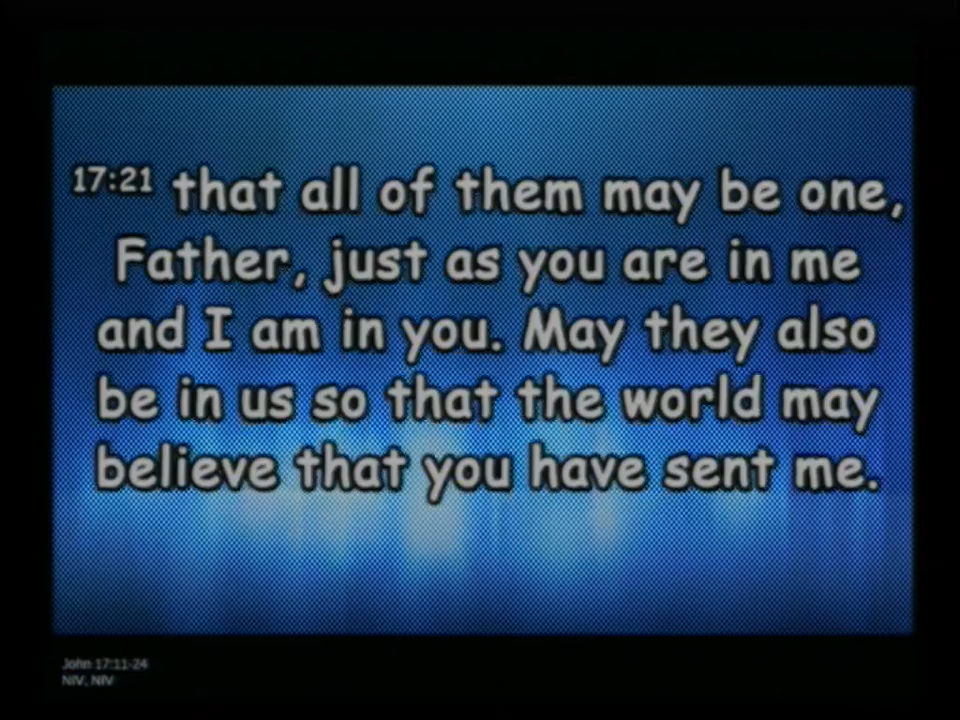 17:21 that all of them may be one,
Father, just as you are in me
and I am in you. May they also
be in us so that the world may
believe that you have sent me.
John 17:11-24
NIV, NIV